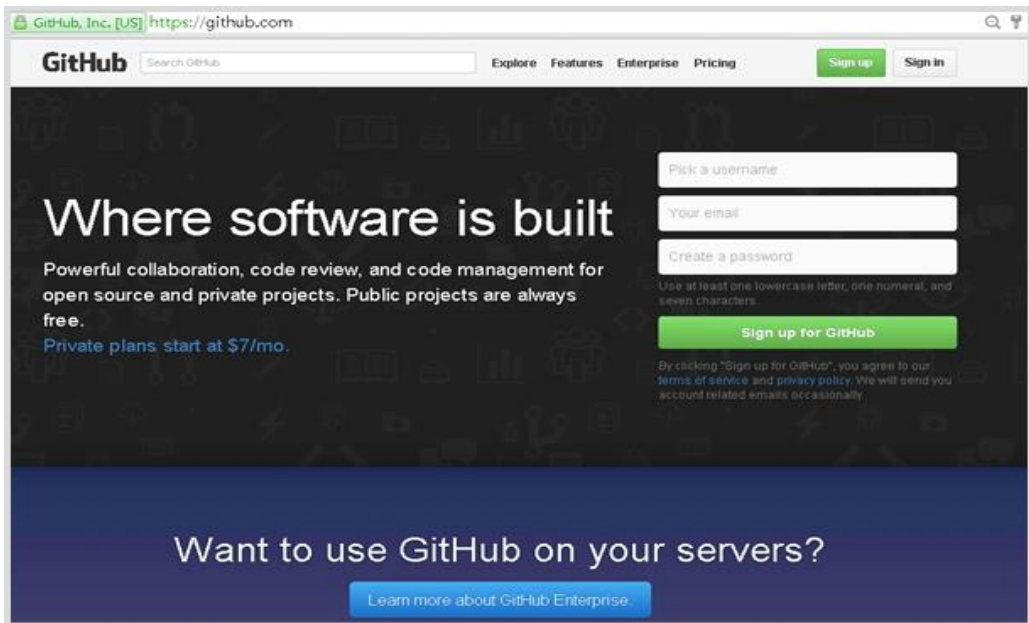 GitHub, Inc. [US] https://github.com
GitHub Search GitHub Explore Features Enterprise Pricing Sign up Sign in
Where software is built
Powerful collaboration, code review, and code management for
open source and private projects. Public projects are always
free.
Private plans start at $7/mo.
Pick a username
Your email
Create a password
Use at least one lowercase letter, one numeral, and
seven characters.
Sign up for GitHub
By clicking "Sign up for GitHub", you agree to our
terms of service and privacy policy. We will send you
account related emails occasionally.
Want to use GitHub on your servers?
Learn more about GitHub Enterprise.